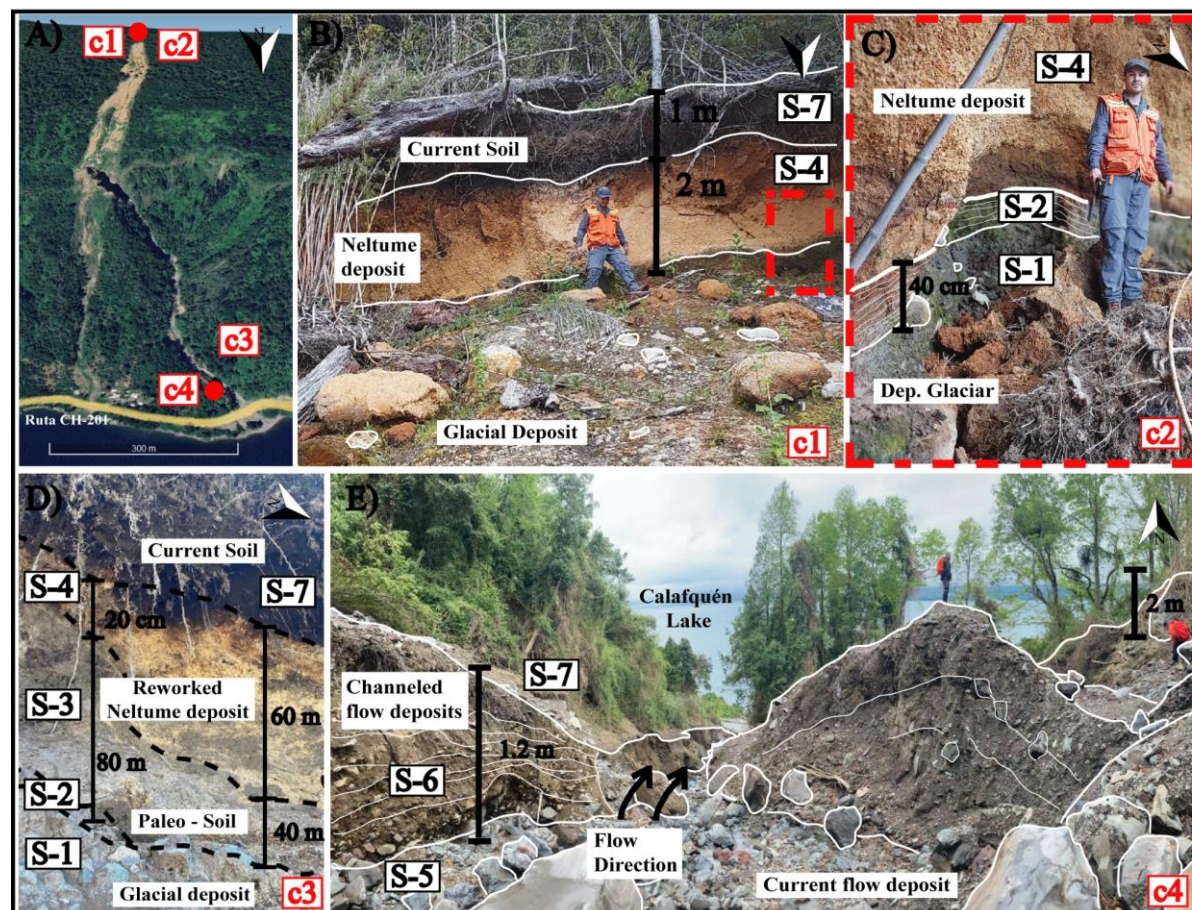 A)
c1
c2
N
c3
c4
Ruta CH-201
300 m
B)
N
1 m
S-7
Current Soil
2 m
S-4
Neltume
deposit
Glacial Deposit
c1
C)
N
S-4
Neltume deposit
S-2
S-1
40 cm
Dep. Glaciar
c2
D)
N
Current Soil
S-4
S-7
20 cm
Reworked
Neltume deposit
S-3
60 m
80 m
S-2
Paleo - Soil
40 m
S-1
Glacial deposit
c3
E)
N
Calafquén
Lake
2 m
S-7
Channeled
flow deposits
1.2 m
S-6
Flow
Direction
S-5
Current flow deposit
c4